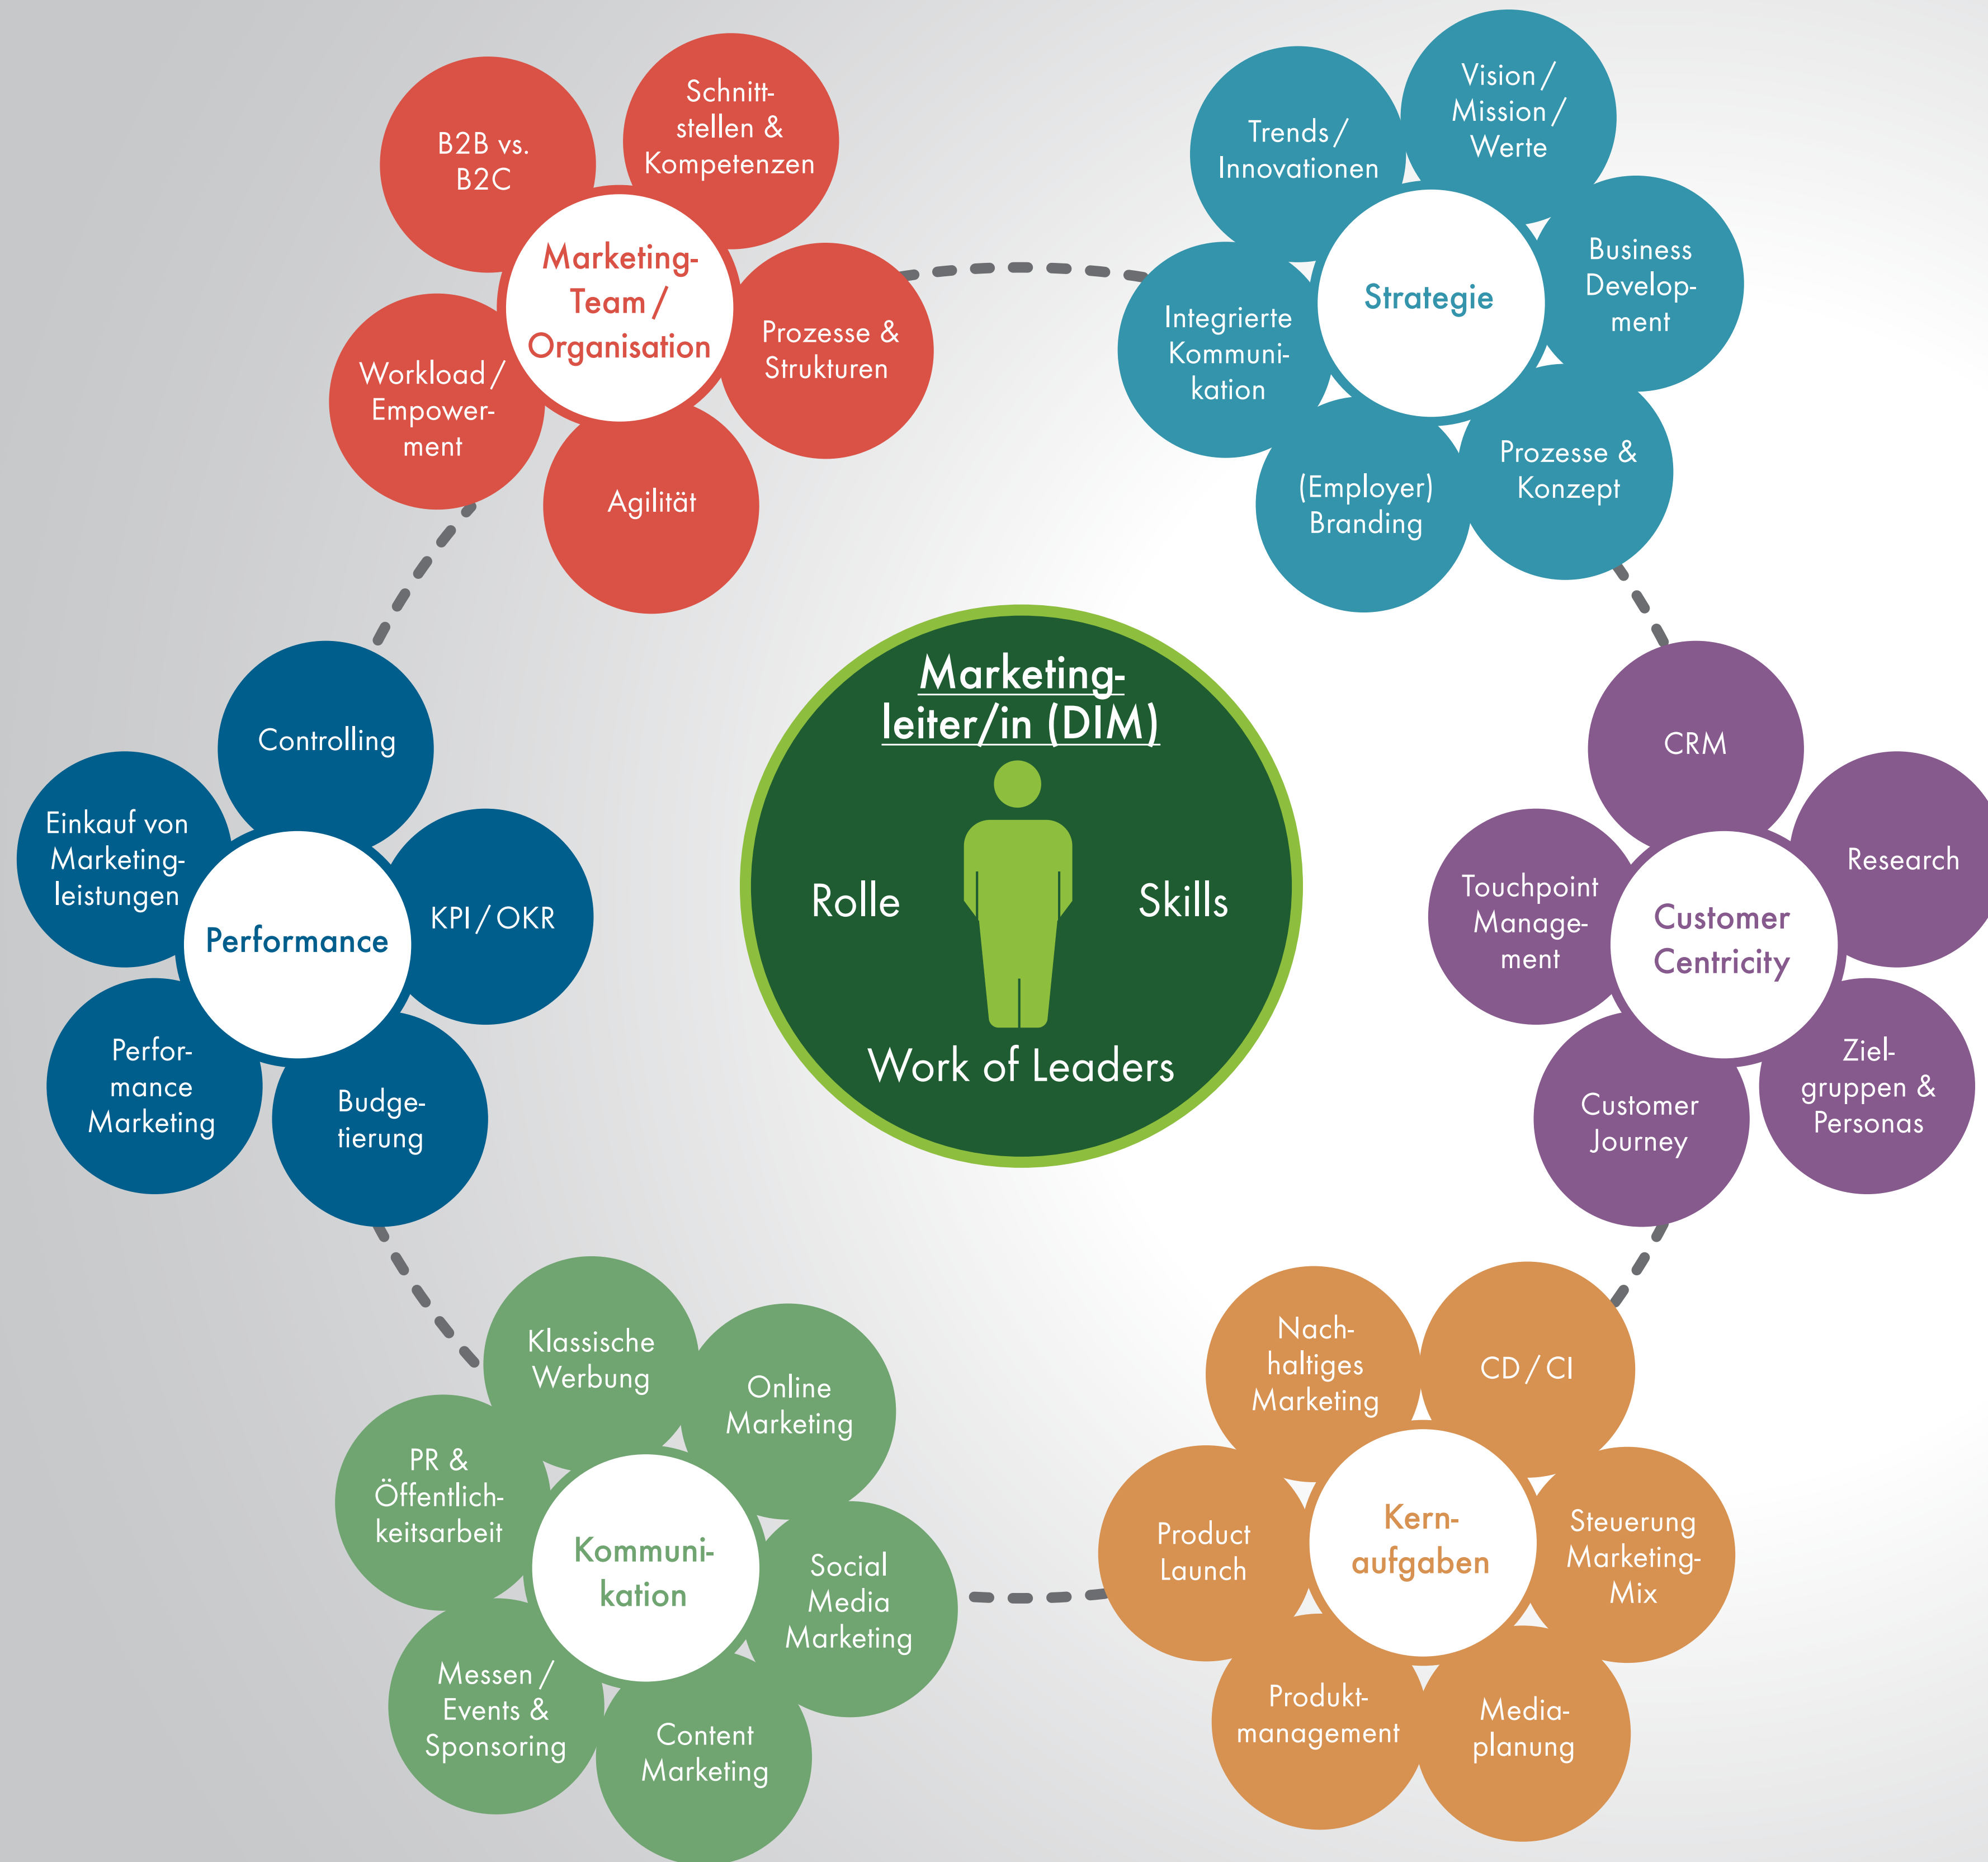 Schnitt-
stellen &
Kompetenzen
B2B vs.
B2C
Marketing-
Team /
Organisation
Prozesse &
Strukturen
Workload /
Empower-
ment
Agilität
Vision /
Mission /
Werte
Trends /
Innovationen
Business
Develop-
ment
Strategie
Integrierte
Kommuni-
kation
Prozesse &
Konzept
(Employer)
Branding
Marketing-
leiter/in (DIM)
Rolle
Skills
Work of Leaders
Controlling
Einkauf von
Marketing-
leistungen
KPI / OKR
Performance
Perfor-
mance
Marketing
Budge-
tierung
CRM
Research
Touchpoint
Manage-
ment
Customer
Centricity
Ziel-
gruppen &
Personas
Customer
Journey
Klassische
Werbung
Online
Marketing
PR &
Öffentlich-
keitsarbeit
Kommuni-
kation
Social
Media
Marketing
Messen /
Events &
Sponsoring
Content
Marketing
Nach-
haltiges
Marketing
CD / CI
Product
Launch
Kern-
aufgaben
Steuerung
Marketing-
Mix
Produkt-
management
Media-
planung